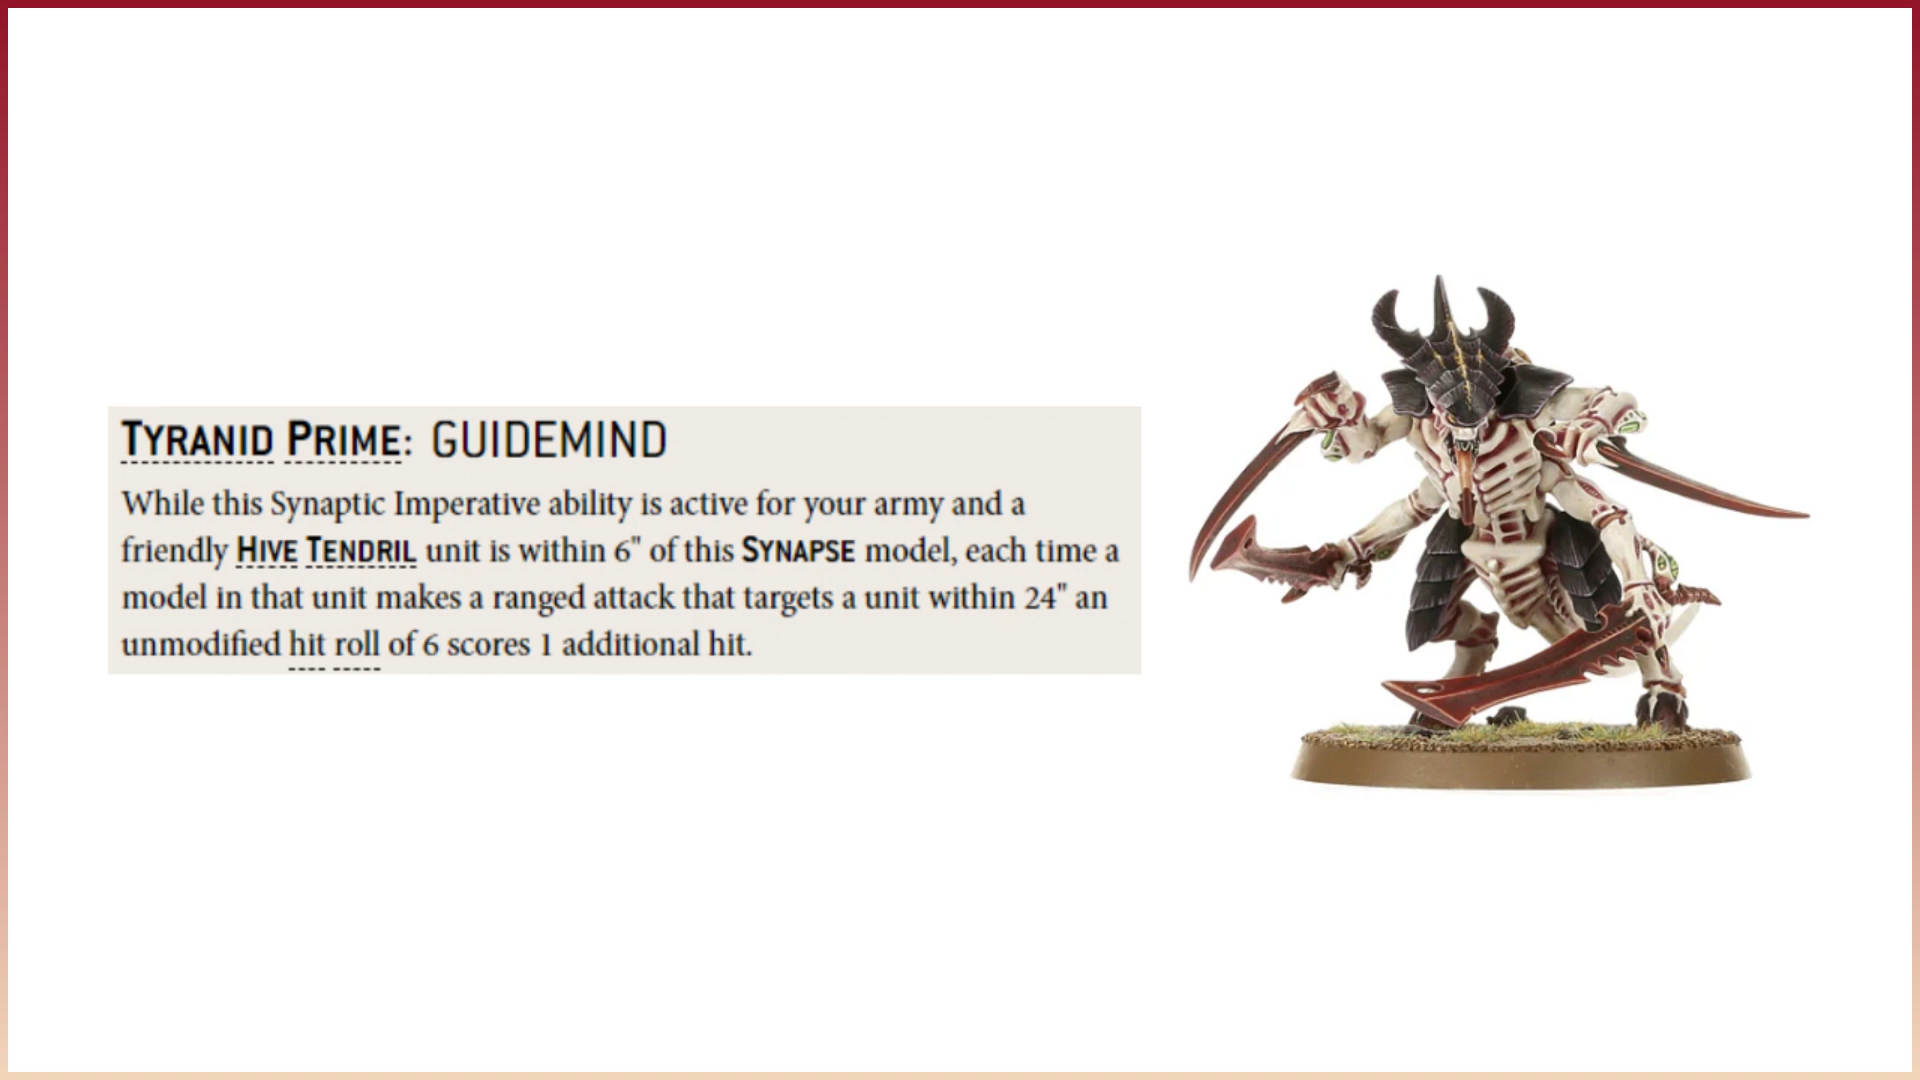 TYRANID PRIME: GUIDEMIND
While this Synaptic Imperative ability is active for your army and a
friendly HIVE TENDRIL unit is within 6" of this SYNAPSE model, each time a
model in that unit makes a ranged attack that targets a unit within 24" an
unmodified hit roll of 6 scores 1 additional hit.